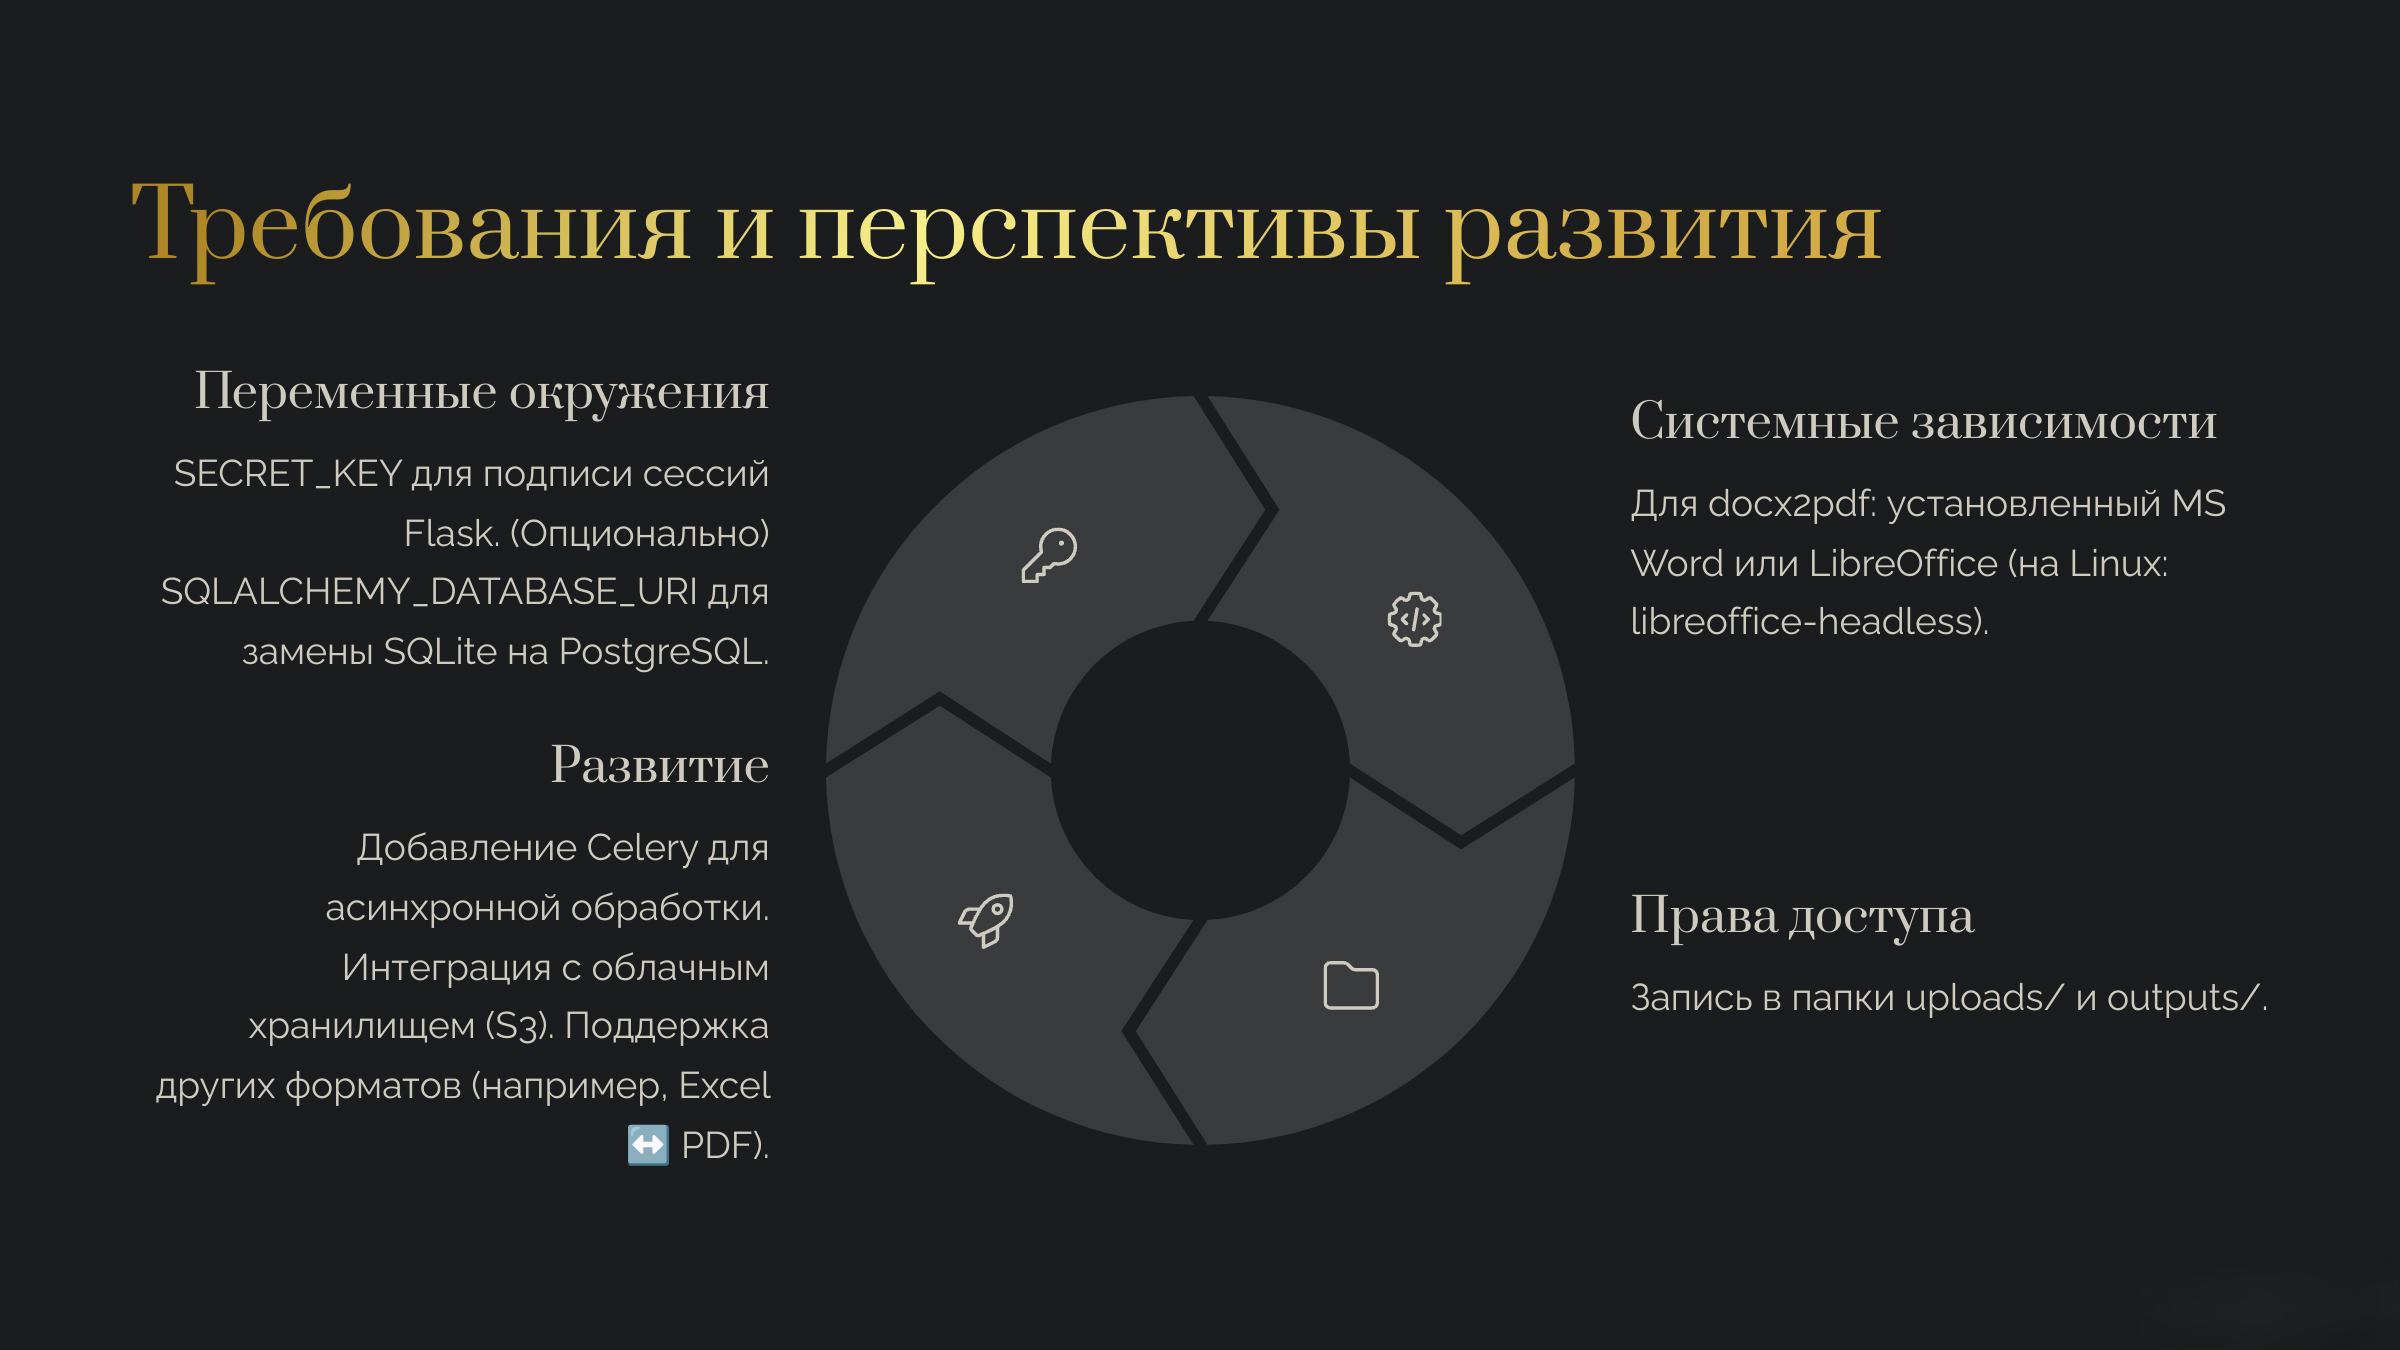 Требования и перспективы развития
Переменные окружения
SECRET_KEY для подписи сессий
Flask. (Опционально)
SQLALCHEMY_DATABASE_URI для
замены SQLite на PostgreSQL.
Системные зависимости
Для docx2pdf: установленный MS
Word или LibreOffice (на Linux:
libreoffice-headless).
Развитие
Добавление Celery для
асинхронной обработки.
Интеграция с облачным
хранилищем (S3). Поддержка
других форматов (например, Excel
↔️ PDF).
Права доступа
Запись в папки uploads/ и outputs/.